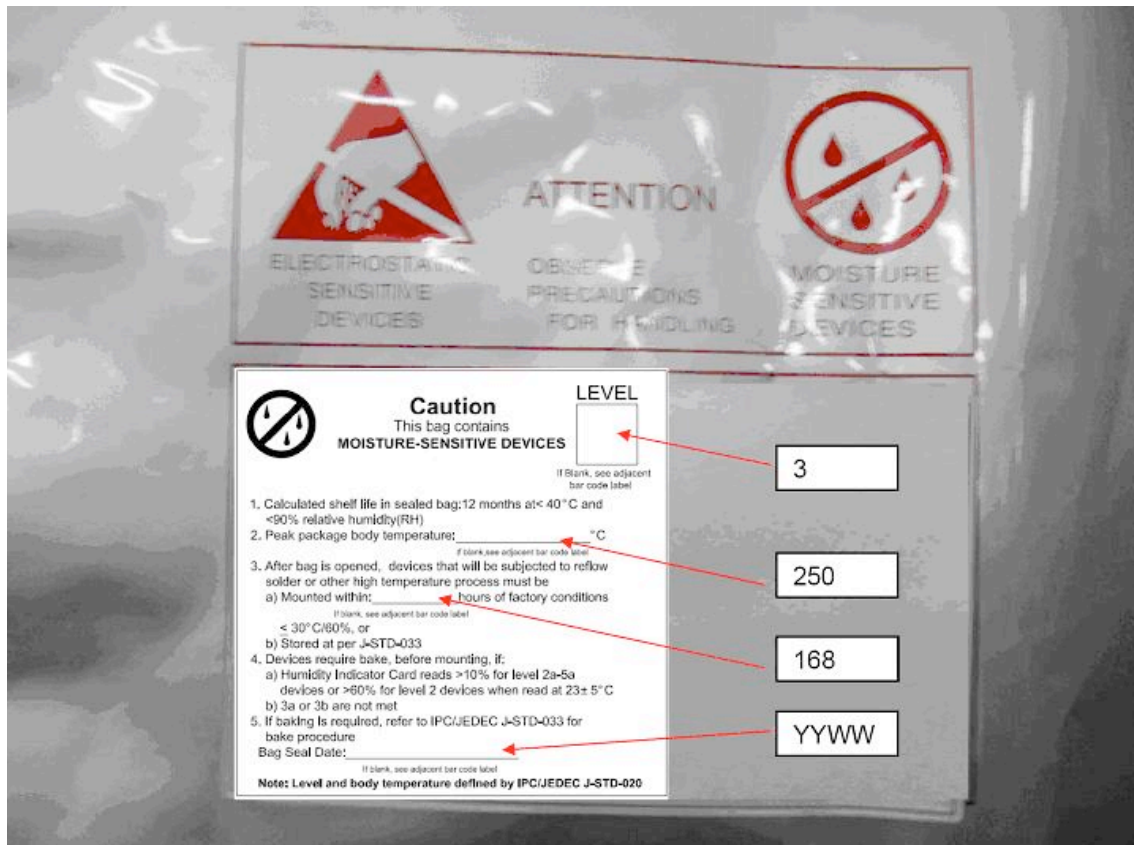 ATTENTION
ELECTROSTATIC
SENSITIVE
DEVICES
OBSERVE
PRECAUTIONS
FOR HANDLING
MOISTURE
SENSITIVE
DEVICES
Caution
This bag contains
MOISTURE-SENSITIVE DEVICES
LEVEL
If Blank, see adjacent
bar code label
1. Calculated shelf life in sealed bag:12 months at< 40°C and
<90% relative humidity(RH)
2. Peak package body temperature:____________________°C
If blank,see adjacent bar code label
3. After bag is opened, devices that will be subjected to reflow
solder or other high temperature process must be
a) Mounted within:____________ hours of factory conditions
If blank, see adjacent bar code label
≤ 30°C/60%, or
b) Stored at per J-STD-033
4. Devices require bake, before mounting, if:
a) Humidity Indicator Card reads >10% for level 2a-5a
devices or >60% for level 2 devices when read at 23± 5°C
b) 3a or 3b are not met
5. If baking is required, refer to IPC/JEDEC J-STD-033 for
bake procedure
Bag Seal Date:__________________________
If blank, see adjacent bar code label
Note: Level and body temperature defined by IPC/JEDEC J-STD-020
3
250
168
YYWW